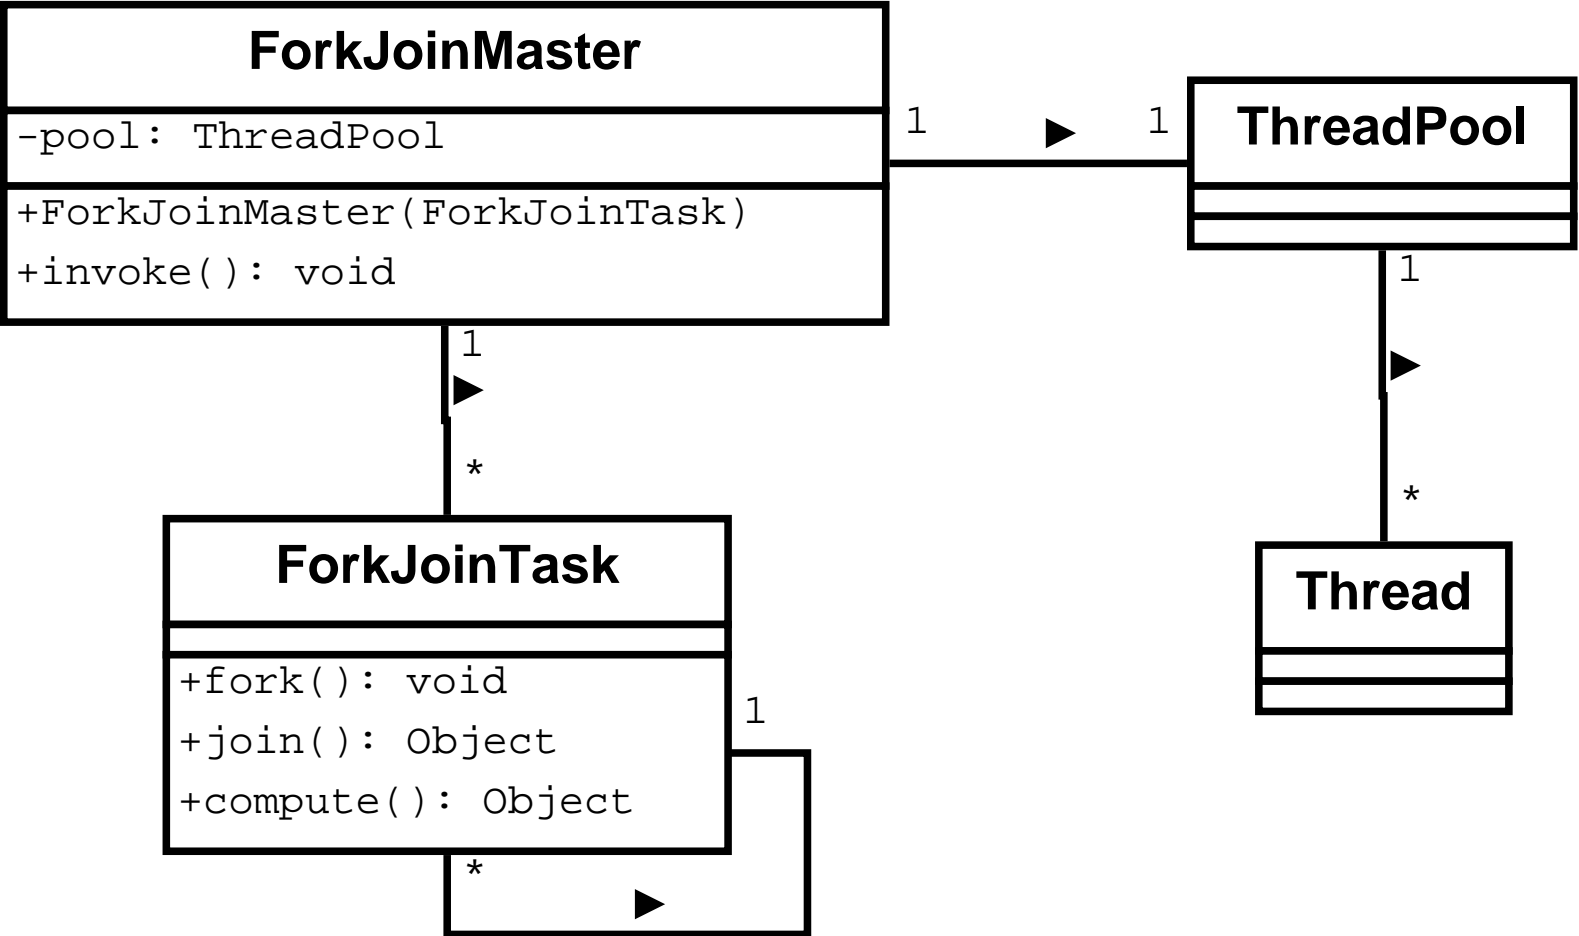 ForkJoinMaster
-pool: ThreadPool
+ForkJoinMaster(ForkJoinTask)
+invoke(): void
1
1
ThreadPool
1
*
1
*
ForkJoinTask
+fork(): void
+join(): Object
+compute(): Object
1
*
Thread